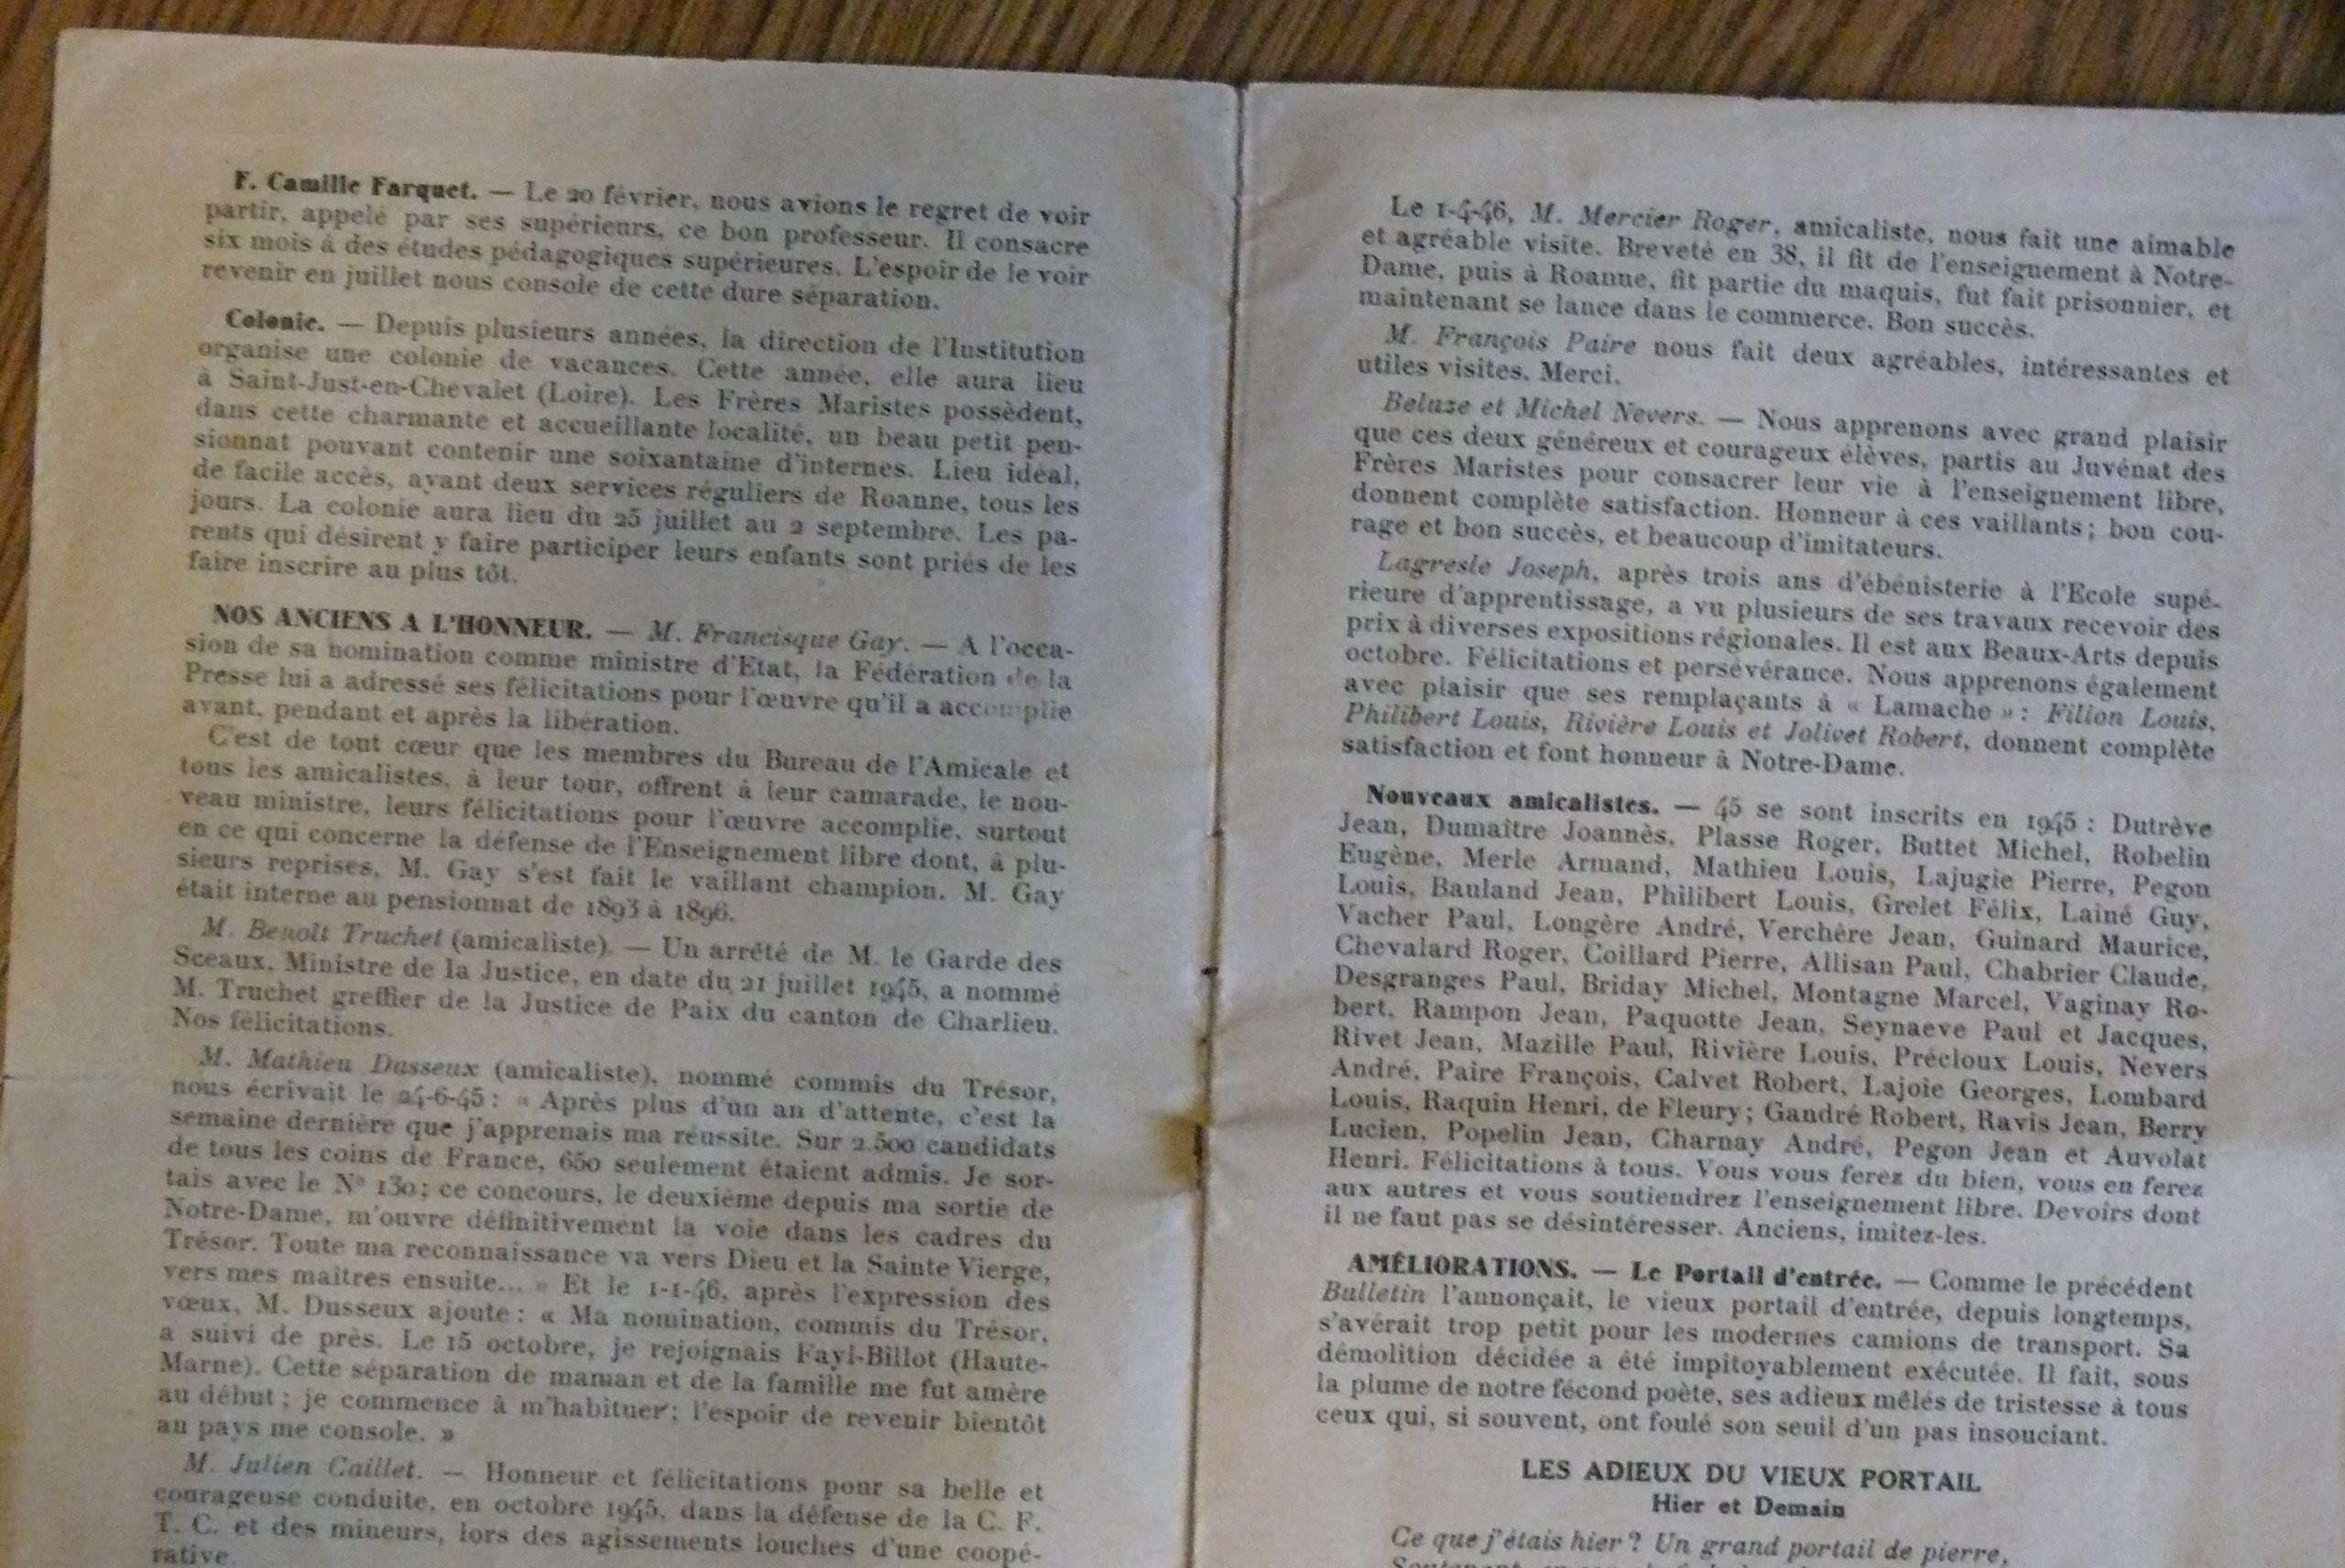 F. Camille Farquet. — Le 20 février, nous avions le regret de voir
partir, appelé par ses supérieurs, ce bon professeur. Il consacre
six mois à des études pédagogiques supérieures. L'espoir de le voir
revenir en juillet nous console de cette dure séparation.
Colonie. — Depuis plusieurs années, la direction de l'Institution
organise une colonie de vacances. Cette année, elle aura lieu
à Saint-Just-en-Chevalet (Loire). Les Frères Maristes possèdent,
dans cette charmante et accueillante localité, un beau petit pen-
sionnat pouvant contenir une soixantaine d'internes. Lieu idéal,
de facile accès, ayant deux services réguliers de Roanne, tous les
jours. La colonie aura lieu du 25 juillet au 2 septembre. Les pa-
rents qui désirent y faire participer leurs enfants sont priés de les
faire inscrire au plus tôt.
NOS ANCIENS A L'HONNEUR. — M. Francisque Gay. — A l'occa-
sion de sa nomination comme ministre d'Etat, la Fédération de la
Presse lui a adressé ses félicitations pour l'œuvre qu'il a accomplie
avant, pendant et après la libération.
C'est de tout cœur que les membres du Bureau de l'Amicale et
tous les amicalistes, à leur tour, offrent à leur camarade, le nou-
veau ministre, leurs félicitations pour l'œuvre accomplie, surtout
en ce qui concerne la défense de l'Enseignement libre dont, à plu-
sieurs reprises, M. Gay s'est fait le vaillant champion. M. Gay
était interne au pensionnat de 1893 à 1896.
M. Benoît Truchet (amicaliste). — Un arrêté de M. le Garde des
Sceaux, Ministre de la Justice, en date du 21 juillet 1945, a nommé
M. Truchet greffier de la Justice de Paix du canton de Charlieu.
Nos félicitations.
M. Mathieu Dusseux (amicaliste), nommé commis du Trésor,
nous écrivait le 24-6-45 : « Après plus d'un an d'attente, c'est la
semaine dernière que j'apprenais ma réussite. Sur 2.500 candidats
de tous les coins de France, 650 seulement étaient admis. Je sor-
tais avec le N° 130 ; ce concours, le deuxième depuis ma sortie de
Notre-Dame, m'ouvre définitivement la voie dans les cadres du
Trésor. Toute ma reconnaissance va vers Dieu et la Sainte Vierge,
vers mes maîtres ensuite... » Et le 1-1-46, après l'expression des
vœux, M. Dusseux ajoute : « Ma nomination, commis du Trésor,
a suivi de près. Le 15 octobre, je rejoignais Fayl-Billot (Haute-
Marne). Cette séparation de maman et de la famille me fut amère
au début ; je commence à m'habituer ; l'espoir de revenir bientôt
au pays me console. »
M. Julien Caillet. — Honneur et félicitations pour sa belle et
courageuse conduite, en octobre 1945, dans la défense de la C. F.
T. C. et des mineurs, lors des agissements louches d'une coopé-
rative.
Le 1-4-46, M. Mercier Roger, amicaliste, nous fait une aimable
et agréable visite. Breveté en 38, il fit de l'enseignement à Notre-
Dame, puis à Roanne, fit partie du maquis, fut fait prisonnier, et
maintenant se lance dans le commerce. Bon succès.
M. François Paire nous fait deux agréables, intéressantes et
utiles visites. Merci.
Beluze et Michel Nevers. — Nous apprenons avec grand plaisir
que ces deux généreux et courageux élèves, partis au Juvénat des
Frères Maristes pour consacrer leur vie à l'enseignement libre,
donnent complète satisfaction. Honneur à ces vaillants ; bon cou-
rage et bon succès, et beaucoup d'imitateurs.
Lagresle Joseph, après trois ans d'ébénisterie à l'Ecole supé-
rieure d'apprentissage, a vu plusieurs de ses travaux recevoir des
prix à diverses expositions régionales. Il est aux Beaux-Arts depuis
octobre. Félicitations et persévérance. Nous apprenons également
avec plaisir que ses remplaçants à « Lamache » : Fillon Louis,
Philibert Louis, Rivière Louis et Jolivet Robert, donnent complète
satisfaction et font honneur à Notre-Dame.
Nouveaux amicalistes. — 45 se sont inscrits en 1945 : Dutrève
Jean, Dumaître Joannès, Plasse Roger, Buttet Michel, Robelin
Eugène, Merle Armand, Mathieu Louis, Lajugie Pierre, Pegon
Louis, Bauland Jean, Philibert Louis, Grelet Félix, Lainé Guy,
Vacher Paul, Longère André, Verchère Jean, Guinard Maurice,
Chevalard Roger, Coillard Pierre, Allisan Paul, Chabrier Claude,
Desgranges Paul, Briday Michel, Montagne Marcel, Vaginay Ro-
bert, Rampon Jean, Paquotte Jean, Seynaeve Paul et Jacques,
Rivet Jean, Mazille Paul, Rivière Louis, Précloux Louis, Nevers
André, Paire François, Calvet Robert, Lajoie Georges, Lombard
Louis, Raquin Henri, de Fleury ; Gandré Robert, Ravis Jean, Berry
Lucien, Popelin Jean, Charnay André, Pegon Jean et Auvolat
Henri. Félicitations à tous. Vous vous ferez du bien, vous en ferez
aux autres et vous soutiendrez l'enseignement libre. Devoirs dont
il ne faut pas se désintéresser. Anciens, imitez-les.
AMÉLIORATIONS. — Le Portail d'entrée. — Comme le précédent
Bulletin l'annonçait, le vieux portail d'entrée, depuis longtemps,
s'avérait trop petit pour les modernes camions de transport. Sa
démolition décidée a été impitoyablement exécutée. Il fait, sous
la plume de notre fécond poète, ses adieux mêlés de tristesse à tous
ceux qui, si souvent, ont foulé son seuil d'un pas insouciant.
LES ADIEUX DU VIEUX PORTAIL
Hier et Demain
Ce que j'étais hier ? Un grand portail de pierre,